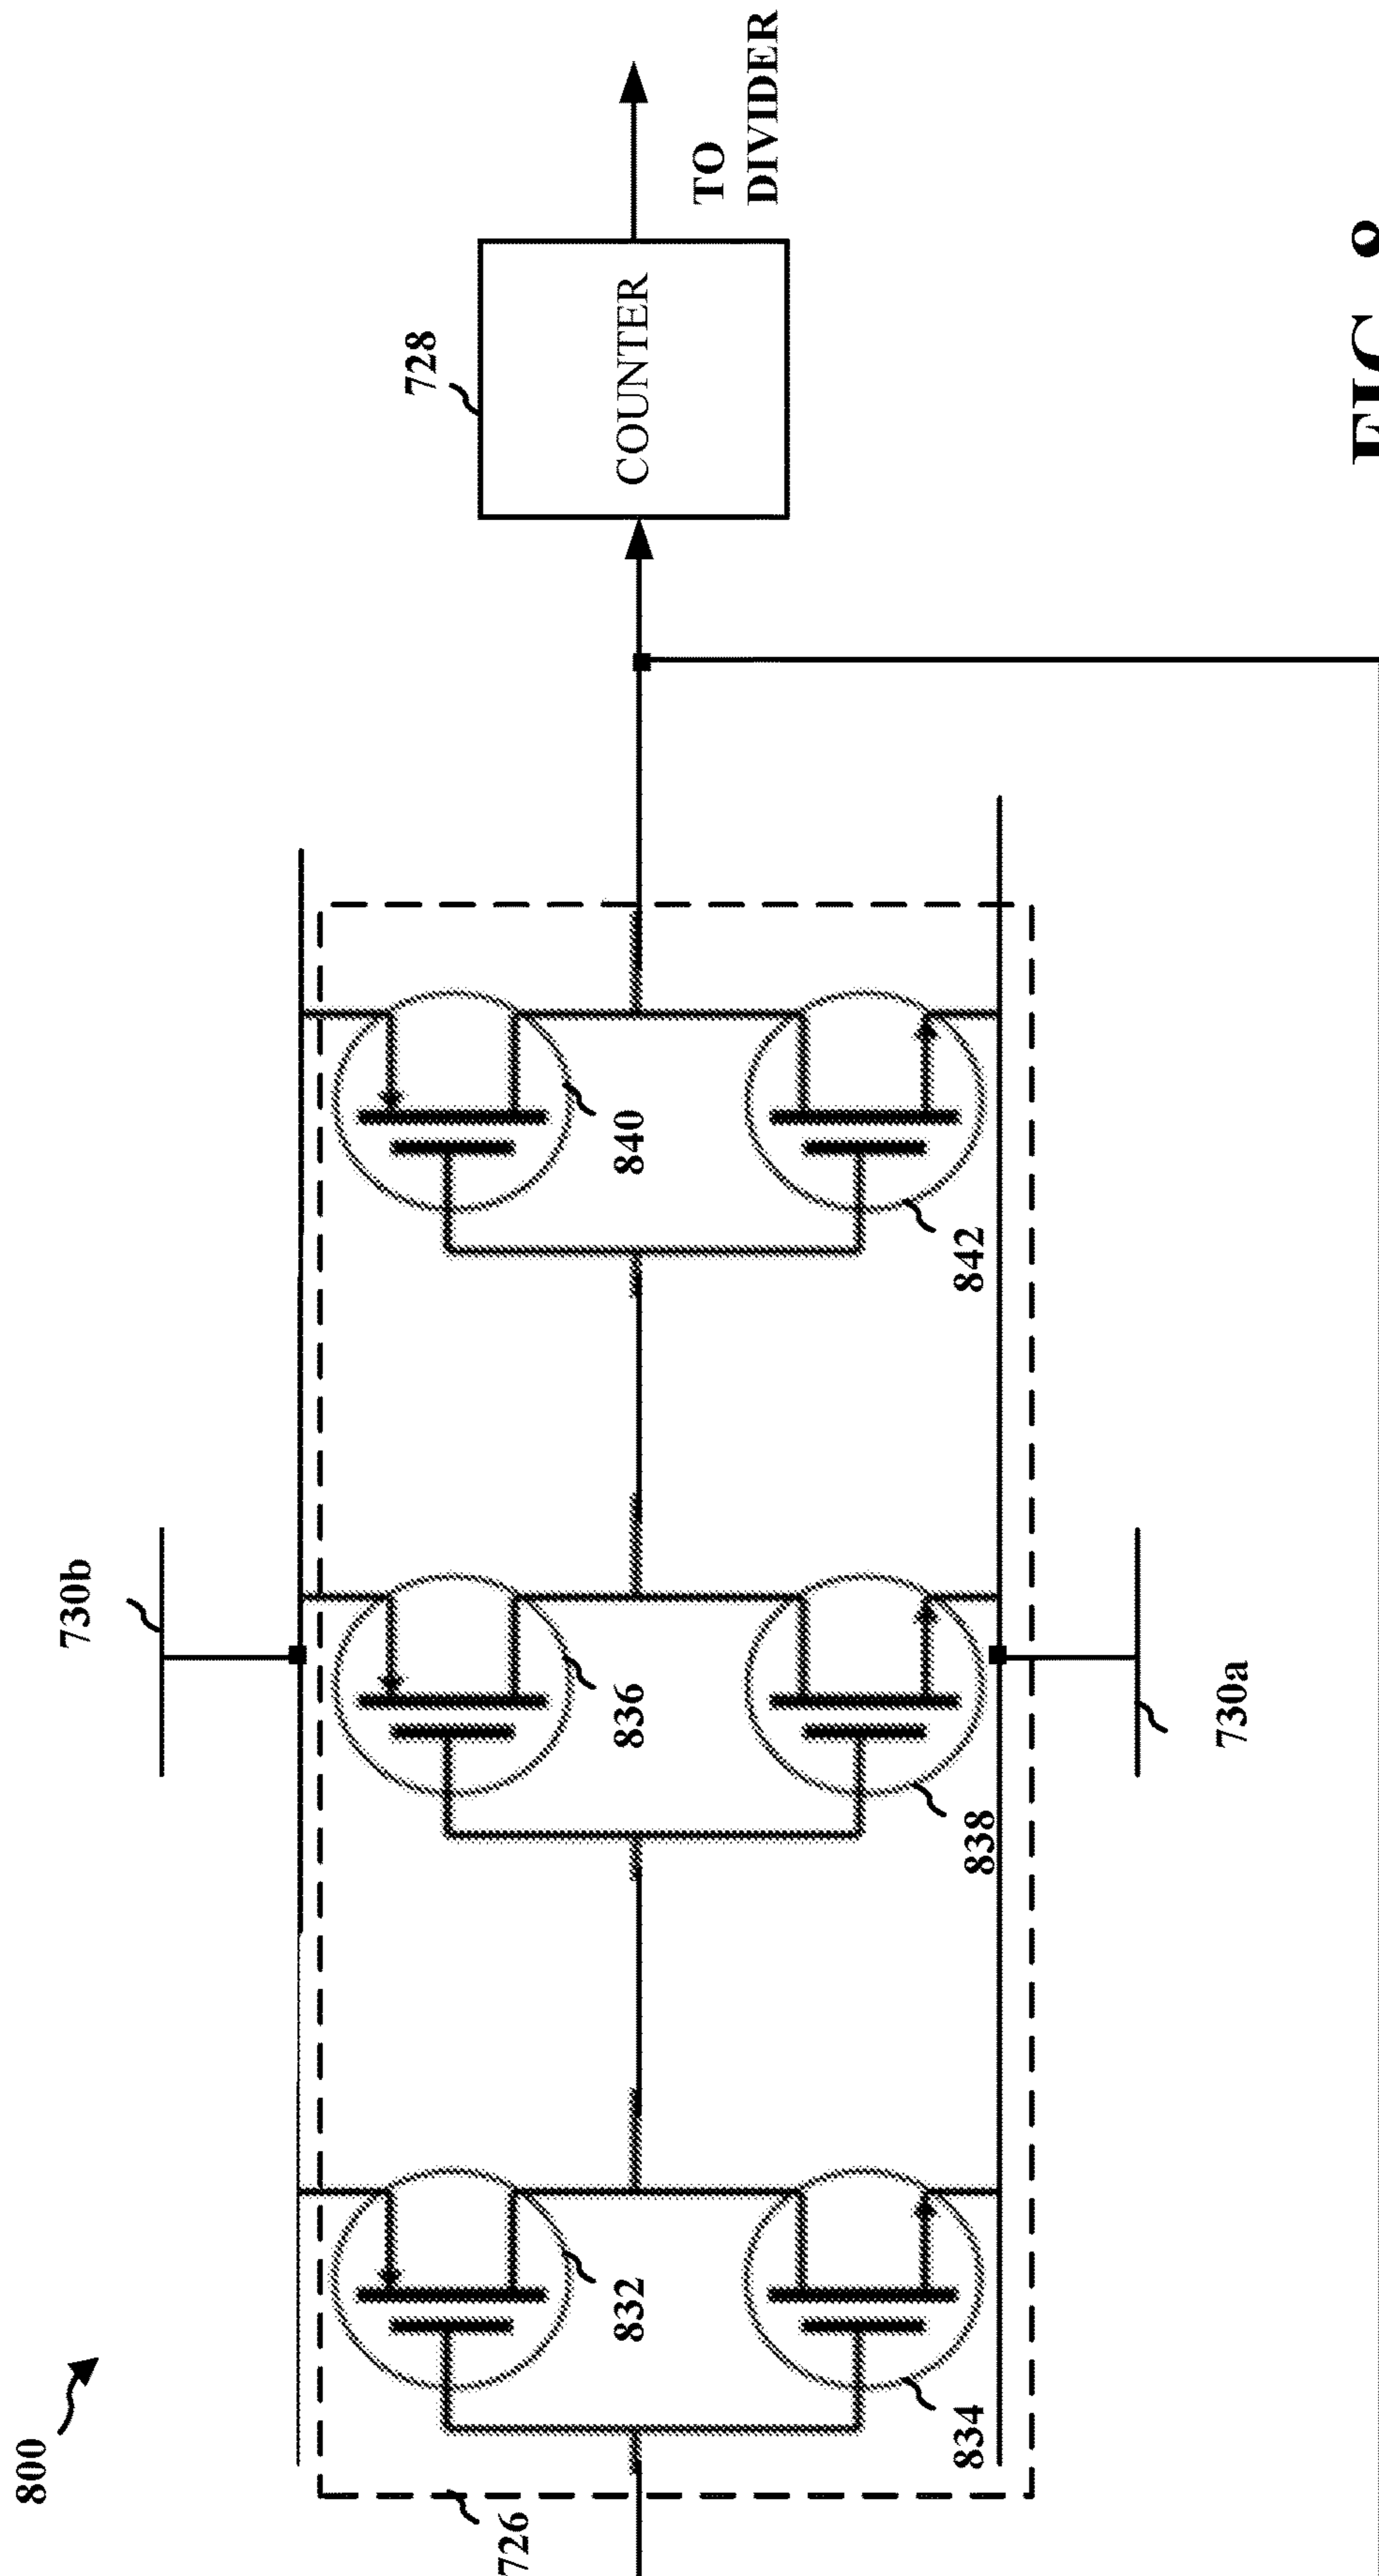 800
730b
726
832
836
840
834
838
842
730a
728
COUNTER
TO
DIVIDER
FIG. 8